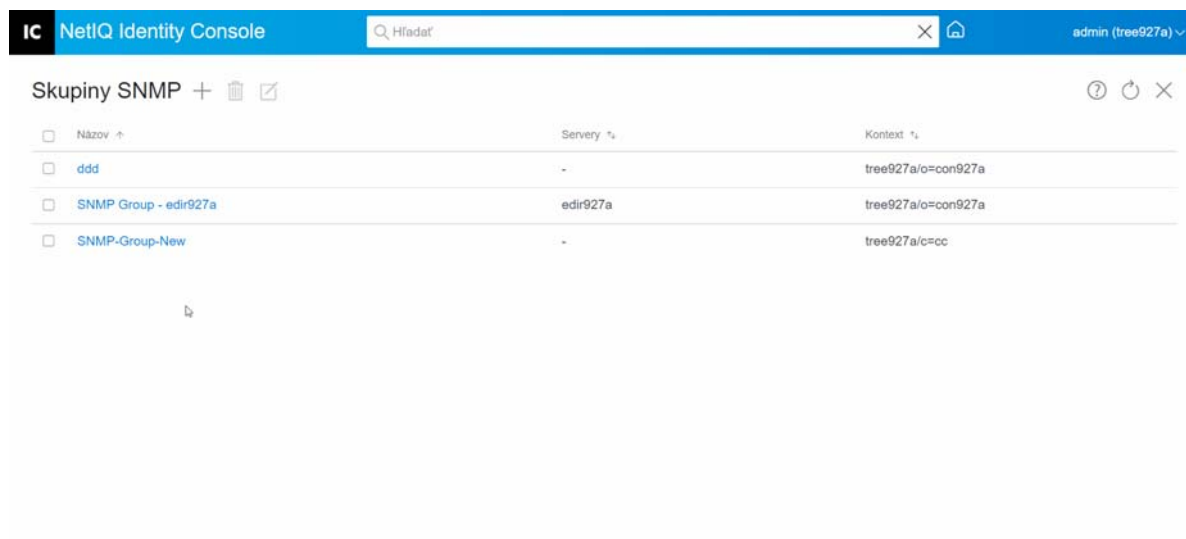 IC NetIQ Identity Console Hľadať admin (tree927a)
Skupiny SNMP
Názov Servery Kontext
ddd - tree927a/o=con927a
SNMP Group - edir927a edir927a tree927a/o=con927a
SNMP-Group-New - tree927a/c=cc